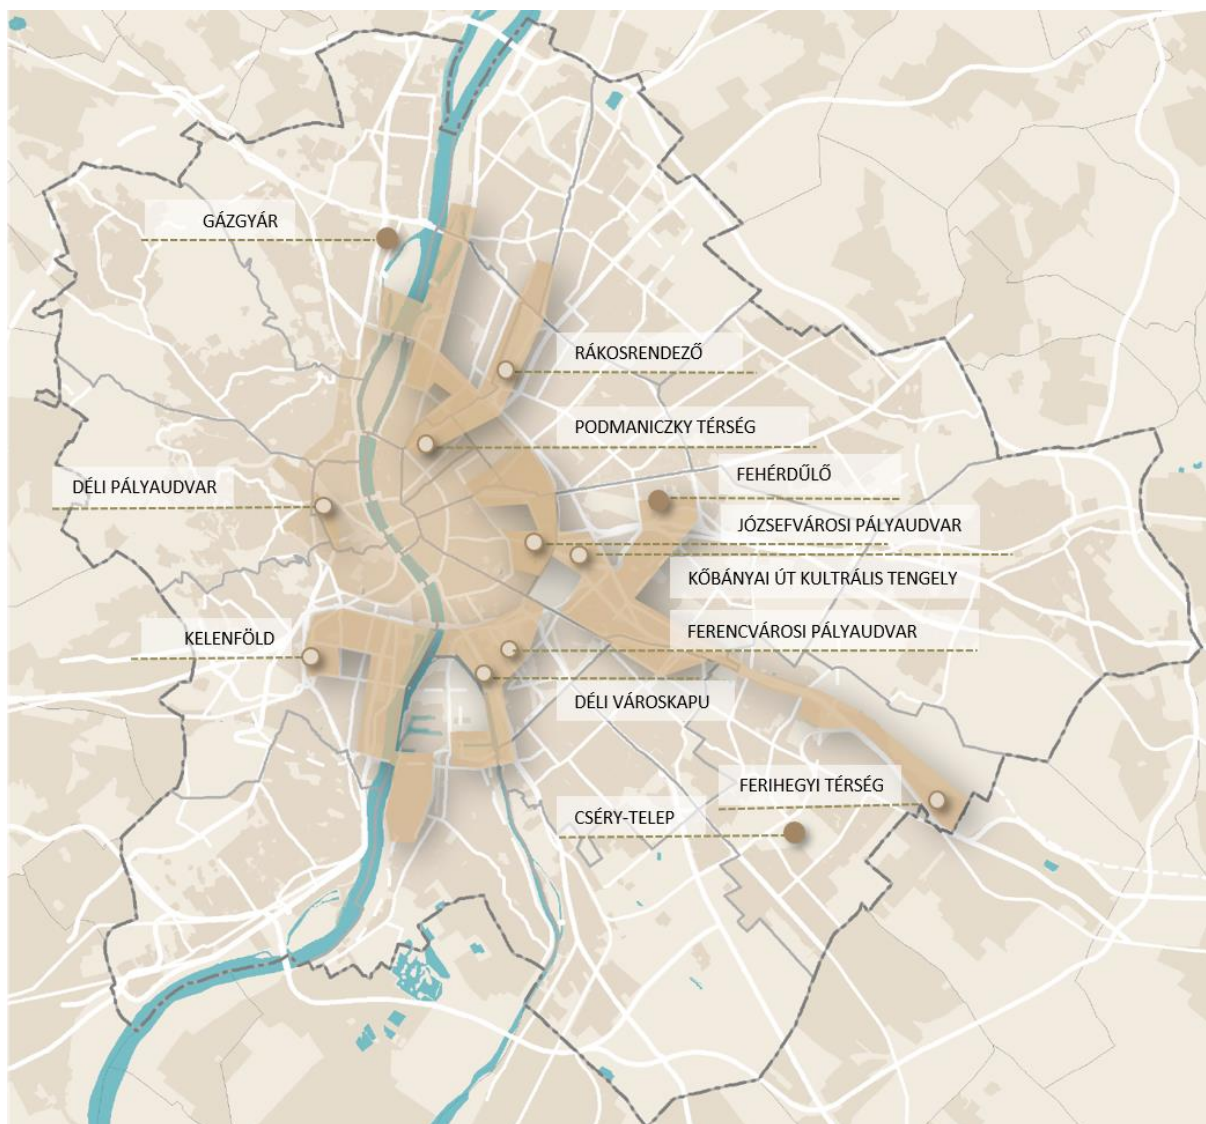 GÁZGYÁR
RÁKOSRENDEZŐ
PODMANICZKY TÉRSÉG
FEHÉRDŰLŐ
DÉLI PÁLYAUDVAR
JÓZSEFVÁROSI PÁLYAUDVAR
KŐBÁNYAI ÚT KULTRÁLIS TENGELY
FERENCVÁROSI PÁLYAUDVAR
KELENFÖLD
DÉLI VÁROSKAPU
FERIHEGYI TÉRSÉG
CSÉRY-TELEP